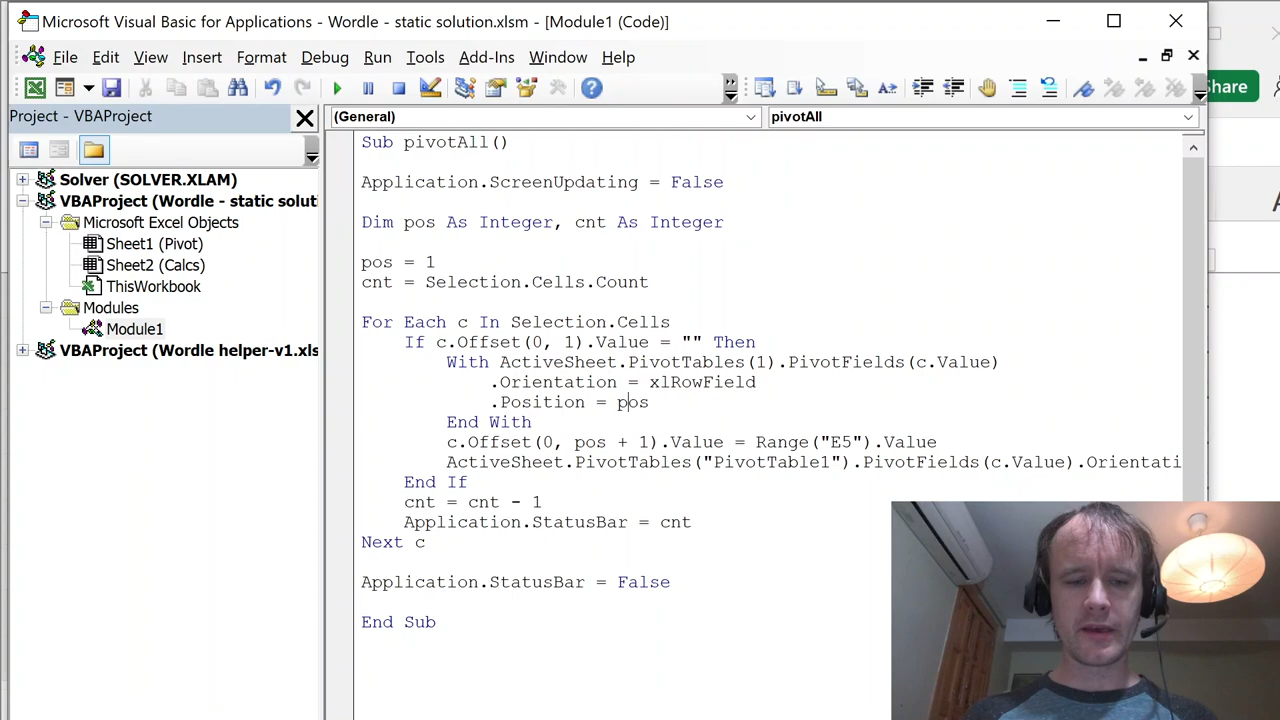 Microsoft Visual Basic for Applications - Wordle - static solution.xlsm - [Module1 (Code)]
File Edit View Insert Format Debug Run Tools Add-Ins Window Help
Share
Project - VBAProject
(General)
pivotAll
Solver (SOLVER.XLAM)
VBAProject (Wordle - static soluti
Microsoft Excel Objects
Sheet1 (Pivot)
Sheet2 (Calcs)
ThisWorkbook
Modules
Module1
VBAProject (Wordle helper-v1.xls
Sub pivotAll()
Application.ScreenUpdating = False
Dim pos As Integer, cnt As Integer
pos = 1
cnt = Selection.Cells.Count
For Each c In Selection.Cells
If c.Offset(0, 1).Value = "" Then
With ActiveSheet.PivotTables(1).PivotFields(c.Value)
.Orientation = xlRowField
.Position = pos
End With
c.Offset(0, pos + 1).Value = Range("E5").Value
ActiveSheet.PivotTables("PivotTable1").PivotFields(c.Value).Orientati
End If
cnt = cnt - 1
Application.StatusBar = cnt
Next c
Application.StatusBar = False
End Sub